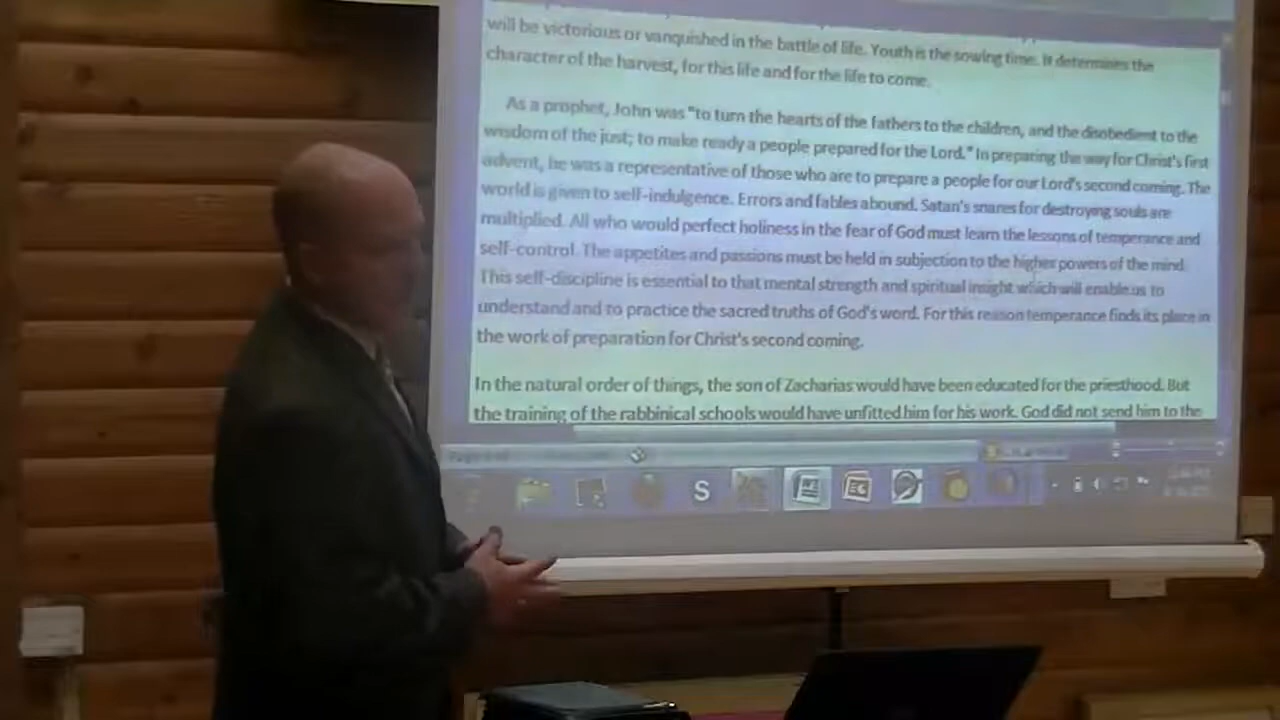 will be victorious or vanquished in the battle of life. Youth is the sowing time. It determines the
character of the harvest, for this life and for the life to come.
As a prophet, John was "to turn the hearts of the fathers to the children, and the disobedient to the
wisdom of the just; to make ready a people prepared for the Lord." In preparing the way for Christ's first
advent, he was a representative of those who are to prepare a people for our Lord's second coming. The
world is given to self-indulgence. Errors and fables abound. Satan's snares for destroying souls are
multiplied. All who would perfect holiness in the fear of God must learn the lessons of temperance and
self-control. The appetites and passions must be held in subjection to the higher powers of the mind.
This self-discipline is essential to that mental strength and spiritual insight which will enable us to
understand and to practice the sacred truths of God's word. For this reason temperance finds its place in
the work of preparation for Christ's second coming.
In the natural order of things, the son of Zacharias would have been educated for the priesthood. But
the training of the rabbinical schools would have unfitted him for his work. God did not send him to the
S